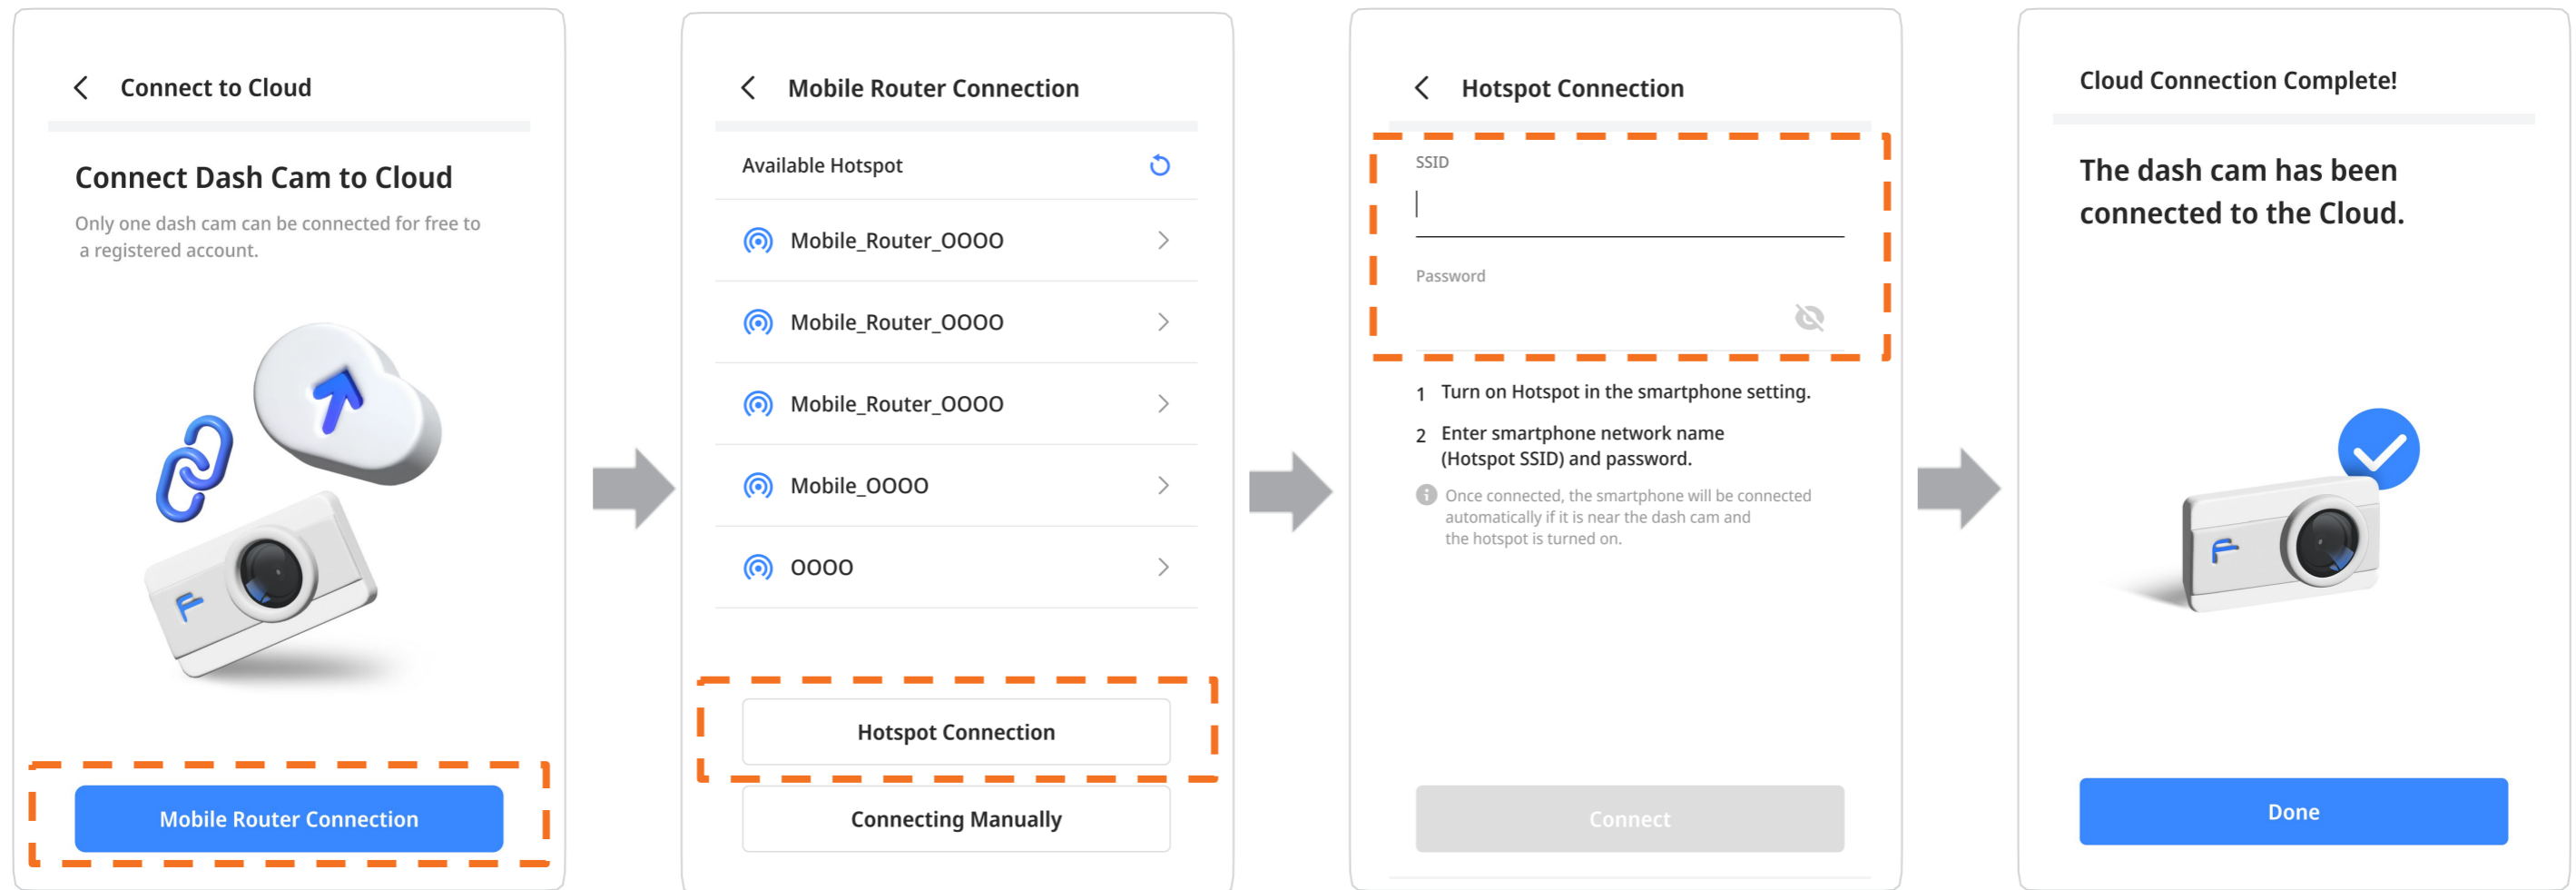 Connect to Cloud
Connect Dash Cam to Cloud
Only one dash cam can be connected for free to
a registered account.
F
Mobile Router Connection
Mobile Router Connection
Available Hotspot
Mobile_Router_OOOO
Mobile_Router_OOOO
Mobile_Router_OOOO
Mobile_OOOO
OOOO
Hotspot Connection
Connecting Manually
Hotspot Connection
SSID
Password
1 Turn on Hotspot in the smartphone setting.
2 Enter smartphone network name
(Hotspot SSID) and password.
Once connected, the smartphone will be connected
automatically if it is near the dash cam and
the hotspot is turned on.
Connect
Cloud Connection Complete!
The dash cam has been
connected to the Cloud.
F
Done